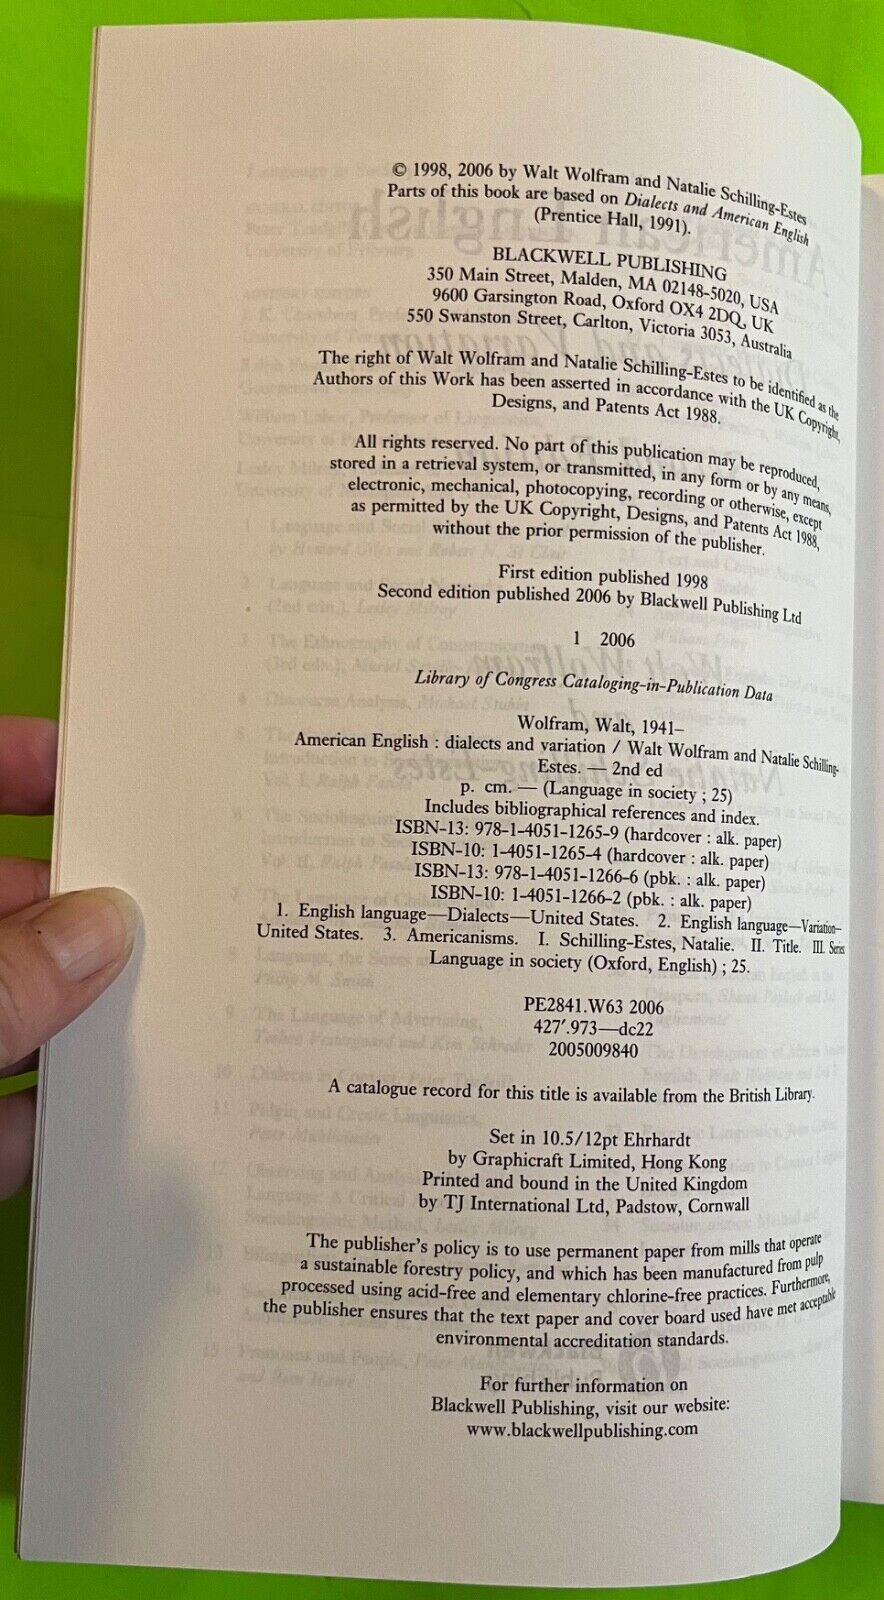 © 1998, 2006 by Walt Wolfram and Natalie Schilling-Estes
Parts of this book are based on Dialects and American English
(Prentice Hall, 1991).
BLACKWELL PUBLISHING
350 Main Street, Malden, MA 02148-5020, USA
9600 Garsington Road, Oxford OX4 2DQ, UK
550 Swanston Street, Carlton, Victoria 3053, Australia
The right of Walt Wolfram and Natalie Schilling-Estes to be identified as the
Authors of this Work has been asserted in accordance with the UK Copyright,
Designs, and Patents Act 1988.
All rights reserved. No part of this publication may be reproduced,
stored in a retrieval system, or transmitted, in any form or by any means,
electronic, mechanical, photocopying, recording or otherwise, except
as permitted by the UK Copyright, Designs, and Patents Act 1988,
without the prior permission of the publisher.
First edition published 1998
Second edition published 2006 by Blackwell Publishing Ltd
1 2006
Library of Congress Cataloging-in-Publication Data
Wolfram, Walt, 1941–
American English : dialects and variation / Walt Wolfram and Natalie Schilling-
Estes. — 2nd ed
p. cm. — (Language in society ; 25)
Includes bibliographical references and index.
ISBN-13: 978-1-4051-1265-9 (hardcover : alk. paper)
ISBN-10: 1-4051-1265-4 (hardcover : alk. paper)
ISBN-13: 978-1-4051-1266-6 (pbk. : alk. paper)
ISBN-10: 1-4051-1266-2 (pbk. : alk. paper)
1. English language—Dialects—United States. 2. English language—Variation—
United States. 3. Americanisms. I. Schilling-Estes, Natalie. II. Title. III. Series
Language in society (Oxford, English) ; 25.
PE2841.W63 2006
427′.973—dc22
2005009840
A catalogue record for this title is available from the British Library.
Set in 10.5/12pt Ehrhardt
by Graphicraft Limited, Hong Kong
Printed and bound in the United Kingdom
by TJ International Ltd, Padstow, Cornwall
The publisher's policy is to use permanent paper from mills that operate
a sustainable forestry policy, and which has been manufactured from pulp
processed using acid-free and elementary chlorine-free practices. Furthermore,
the publisher ensures that the text paper and cover board used have met acceptable
environmental accreditation standards.
For further information on
Blackwell Publishing, visit our website:
www.blackwellpublishing.com